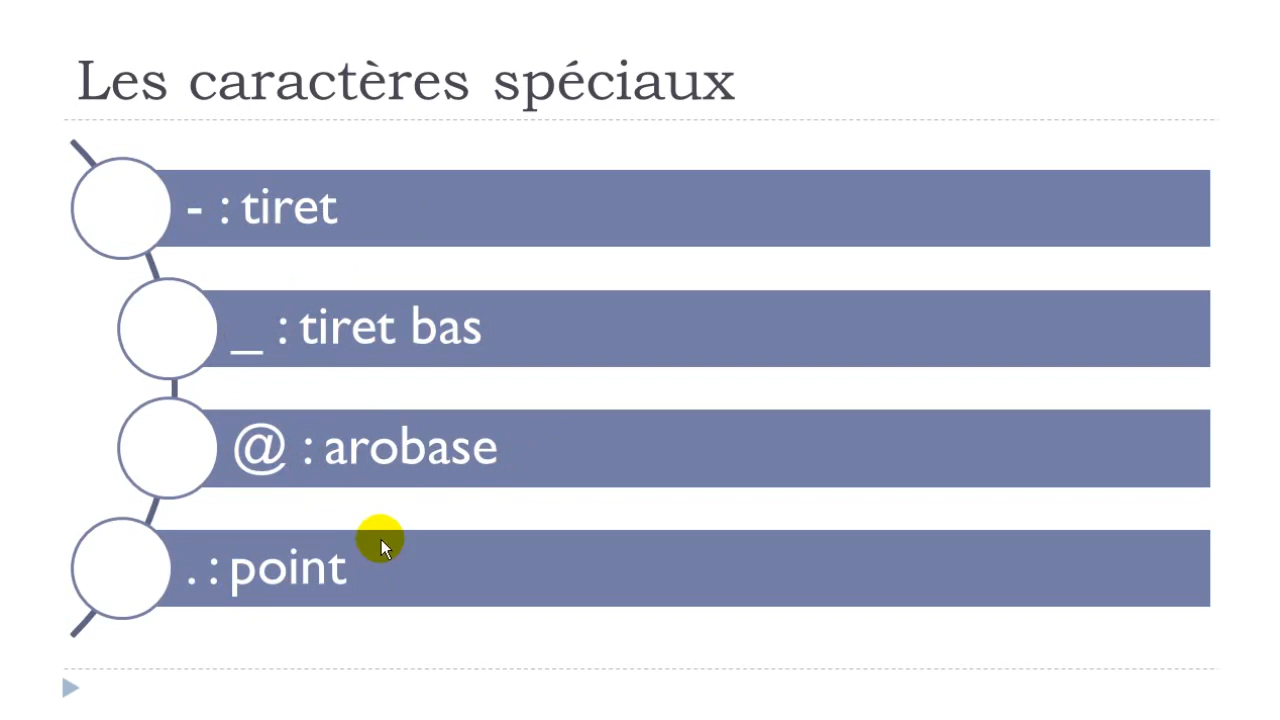 Les caractères spéciaux
- : tiret
_ : tiret bas
@ : arobase
. : point